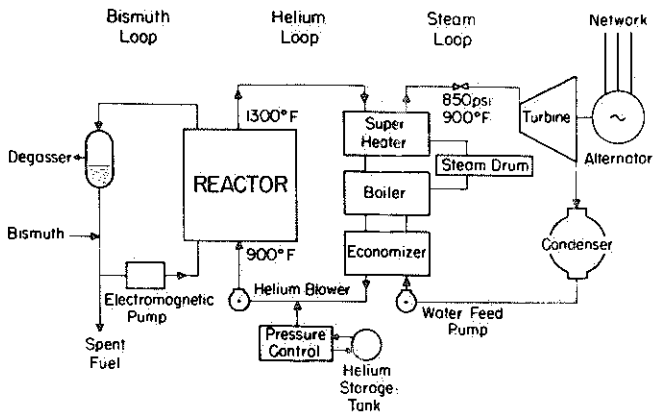 Bismuth
Loop
Helium
Loop
Steam
Loop
Network
1300°F
850psi
900°F
Turbine
~
Alternator
Super
Heater
Steam Drum
Degasser
REACTOR
Boiler
Bismuth
Economizer
Condenser
900°F
Electromagnetic
Pump
Helium Blower
Water Feed
Pump
Spent
Fuel
Pressure
Control
Helium
Storage
Tank